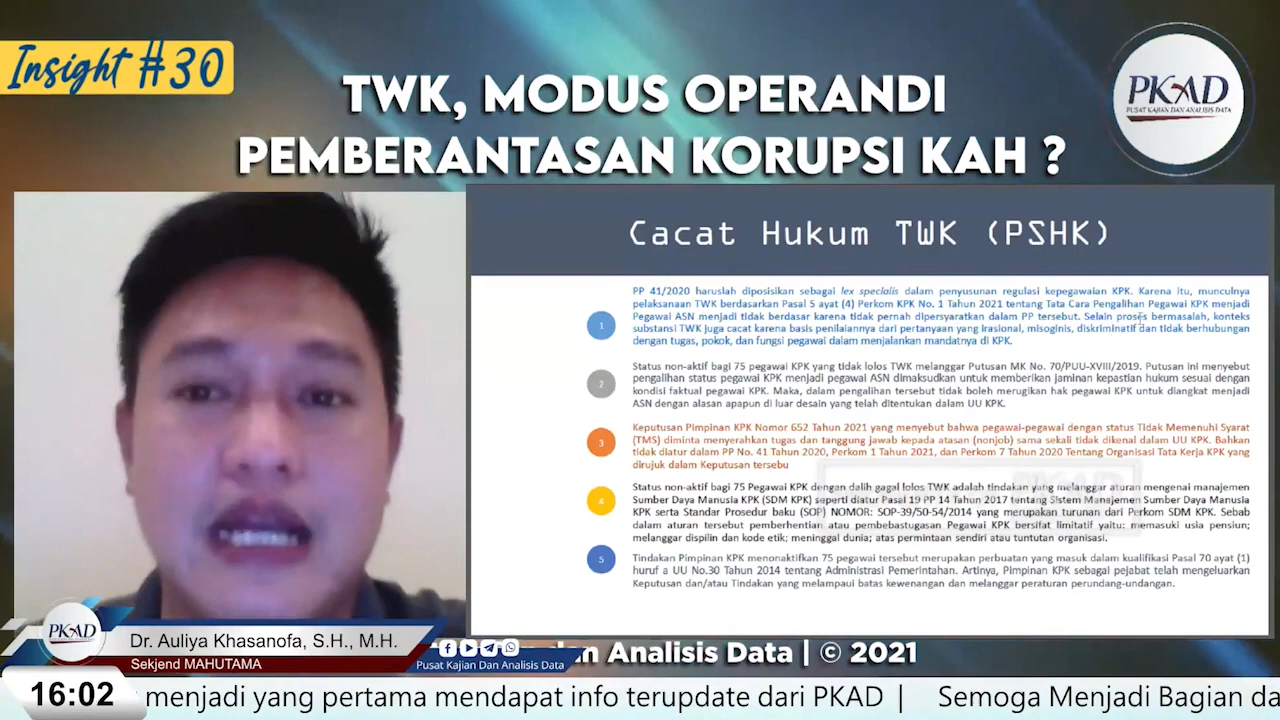 Insight #30
TWK, MODUS OPERANDI
PEMBERANTASAN KORUPSI KAH ?
PKAD
PUSAT KAJIAN DAN ANALISIS DATA
Cacat Hukum TWK (PSHK)
1
PP 41/2020 haruslah diposisikan sebagai lex specialis dalam penyusunan regulasi kepegawaian KPK. Karena itu, munculnya
pelaksanaan TWK berdasarkan Pasal 5 ayat (4) Perkom KPK No. 1 Tahun 2021 tentang Tata Cara Pengalihan Pegawai KPK menjadi
Pegawai ASN menjadi tidak berdasar karena tidak pernah dipersyaratkan dalam PP tersebut. Selain proses bermasalah, konteks
substansi TWK juga cacat karena basis penilaiannya dari pertanyaan yang irasional, misoginis, diskriminatif dan tidak berhubungan
dengan tugas, pokok, dan fungsi pegawai dalam menjalankan mandatnya di KPK.
2
Status non-aktif bagi 75 pegawai KPK yang tidak lolos TWK melanggar Putusan MK No. 70/PUU-XVIII/2019. Putusan ini menyebut
pengalihan status pegawai KPK menjadi pegawai ASN dimaksudkan untuk memberikan jaminan kepastian hukum sesuai dengan
kondisi faktual pegawai KPK. Maka, dalam pengalihan tersebut tidak boleh merugikan hak pegawai KPK untuk diangkat menjadi
ASN dengan alasan apapun di luar desain yang telah ditentukan dalam UU KPK.
3
Keputusan Pimpinan KPK Nomor 652 Tahun 2021 yang menyebut bahwa pegawai-pegawai dengan status Tidak Memenuhi Syarat
(TMS) diminta menyerahkan tugas dan tanggung jawab kepada atasan (nonjob) sama sekali tidak dikenal dalam UU KPK. Bahkan
tidak diatur dalam PP No. 41 Tahun 2020, Perkom 1 Tahun 2021, dan Perkom 7 Tahun 2020 Tentang Organisasi Tata Kerja KPK yang
dirujuk dalam Keputusan tersebu
4
Status non-aktif bagi 75 Pegawai KPK dengan dalih gagal lolos TWK adalah tindakan yang melanggar aturan mengenai manajemen
Sumber Daya Manusia KPK (SDM KPK) seperti diatur Pasal 19 PP 14 Tahun 2017 tentang Sistem Manajemen Sumber Daya Manusia
KPK serta Standar Prosedur baku (SOP) NOMOR: SOP-39/50-54/2014 yang merupakan turunan dari Perkom SDM KPK. Sebab
dalam aturan tersebut pemberhentian atau pembebastugasan Pegawai KPK bersifat limitatif yaitu: memasuki usia pensiun;
melanggar displin dan kode etik; meninggal dunia; atas permintaan sendiri atau tuntutan organisasi.
5
Tindakan Pimpinan KPK menonaktifkan 75 pegawai tersebut merupakan perbuatan yang masuk dalam kualifikasi Pasal 70 ayat (1)
huruf a UU No.30 Tahun 2014 tentang Administrasi Pemerintahan. Artinya, Pimpinan KPK sebagai pejabat telah mengeluarkan
Keputusan dan/atau Tindakan yang melampaui batas kewenangan dan melanggar peraturan perundang-undangan.
PKAD
Dr. Auliya Khasanofa, S.H., M.H.
Sekjend MAHUTAMA
Pusat Kajian Dan Analisis Data
an Analisis Data | © 2021
16:02
menjadi yang pertama mendapat info terupdate dari PKAD | Semoga Menjadi Bagian da